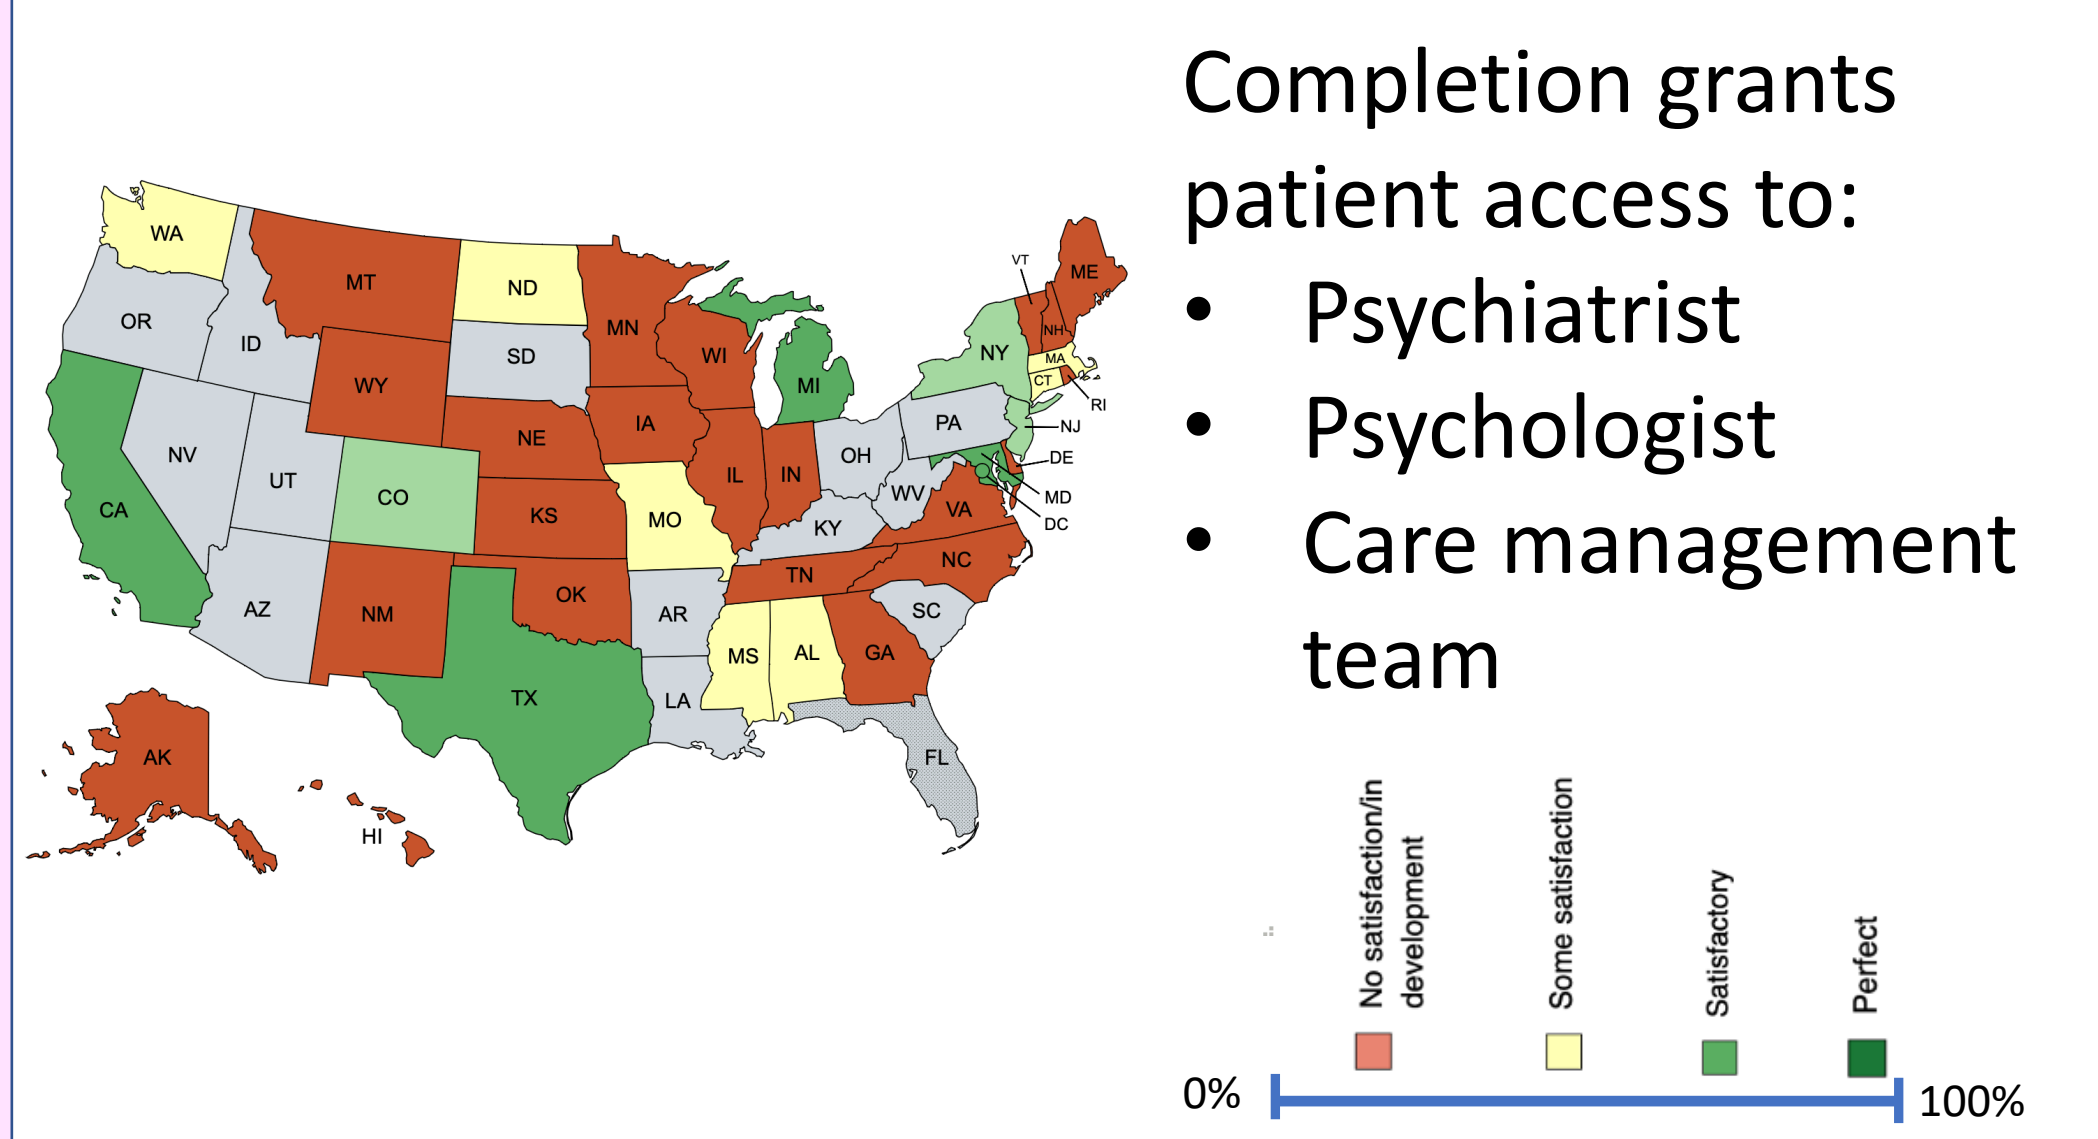 Completion grants
patient access to:
• Psychiatrist
• Psychologist
• Care management
team
WA
MT
ND
MN
OR
ID
SD
WI
MI
WY
NE
IA
NV
UT
CO
KS
MO
IL
IN
OH
PA
NY
VT
NH
ME
MA
CT
RI
NJ
DE
MD
DC
WV
VA
KY
CA
AZ
NM
OK
AR
TN
NC
SC
MS
AL
GA
TX
LA
FL
AK
HI
No satisfaction/in
development
Some satisfaction
Satisfactory
Perfect
0%
100%